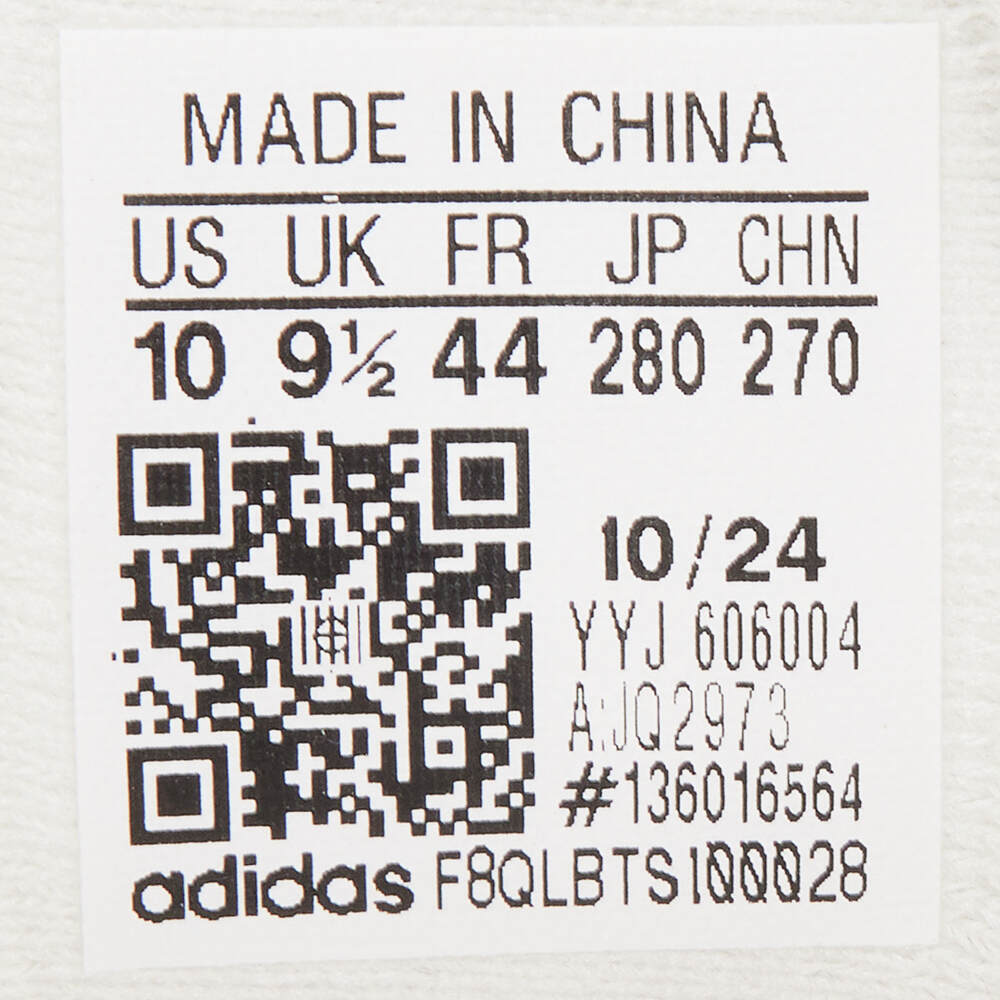 MADE IN CHINA
US UK FR JP CHN
10 9½ 44 280 270
10/24
YYJ 606004
A:JQ2973
#136016564
adidas F8QLBTS1000028